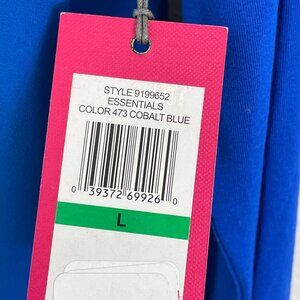 STYLE 9199652
ESSENTIALS
COLOR 473 COBALT BLUE
0 39372 69926 0
L